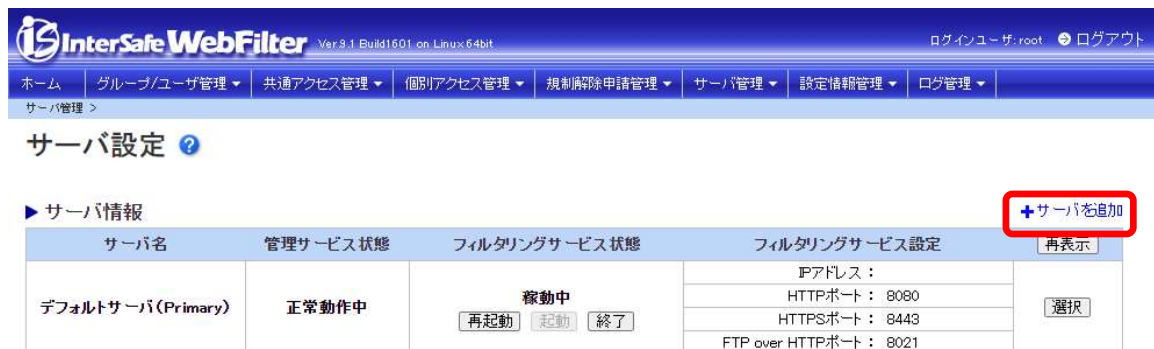 InterSafe WebFilter Ver.9.1 Build1601 on Linux64bit ログインユーザ:root ログアウト
ホーム グループ/ユーザ管理 共通アクセス管理 個別アクセス管理 規制解除申請管理 サーバ管理 設定情報管理 ログ管理
サーバ管理 >
サーバ設定 ?
サーバ情報 +サーバを追加
サーバ名 管理サービス状態 フィルタリングサービス状態 フィルタリングサービス設定 再表示
デフォルトサーバ(Primary) 正常動作中 稼動中
再起動 起動 終了
IPアドレス:
HTTPポート: 8080
HTTPSポート: 8443
FTP over HTTPポート: 8021
選択